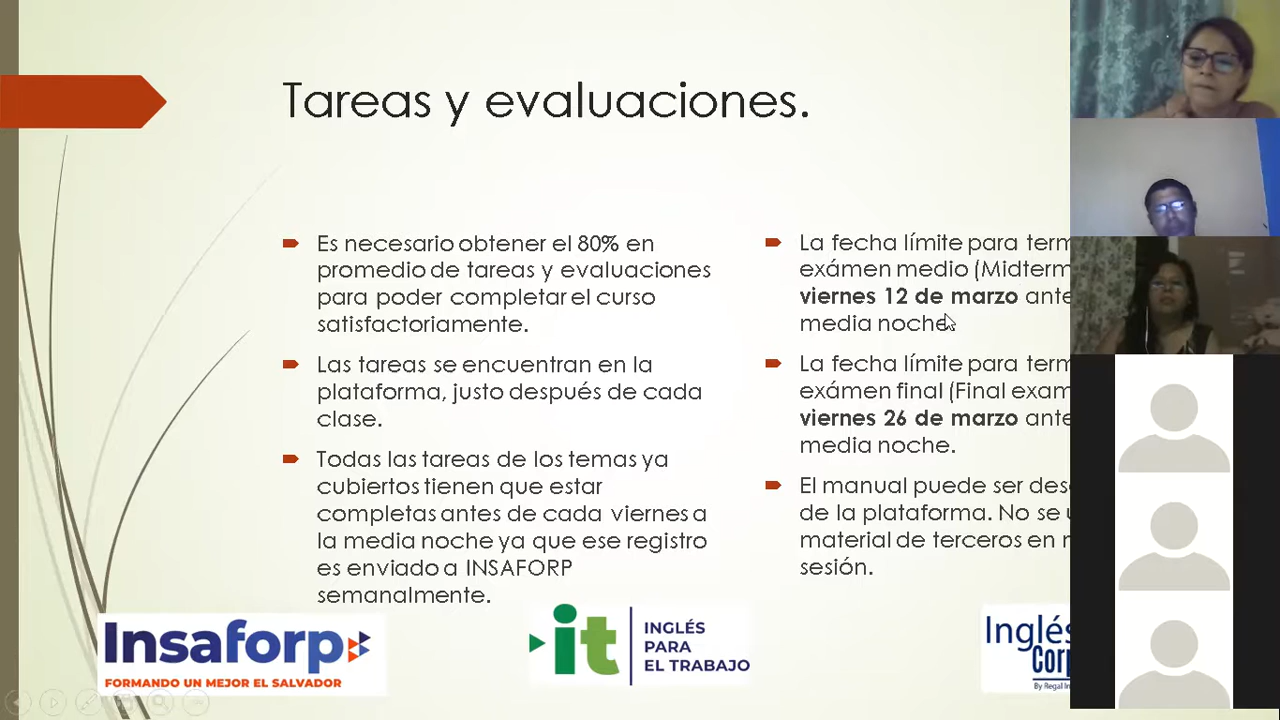 Tareas y evaluaciones.
Es necesario obtener el 80% en
promedio de tareas y evaluaciones
para poder completar el curso
satisfactoriamente.
Las tareas se encuentran en la
plataforma, justo después de cada
clase.
Todas las tareas de los temas ya
cubiertos tienen que estar
completas antes de cada viernes a
la media noche ya que ese registro
es enviado a INSAFORP
semanalmente.
La fecha límite para term
exámen medio (Midterm
viernes 12 de marzo ante
media noche.
La fecha límite para term
exámen final (Final exam
viernes 26 de marzo ante
media noche.
El manual puede ser des
de la plataforma. No se
material de terceros en
sesión.
Insaforp
FORMANDO UN MEJOR EL SALVADOR
it
INGLÉS
PARA
EL TRABAJO
Inglés
Corp
By Regal In